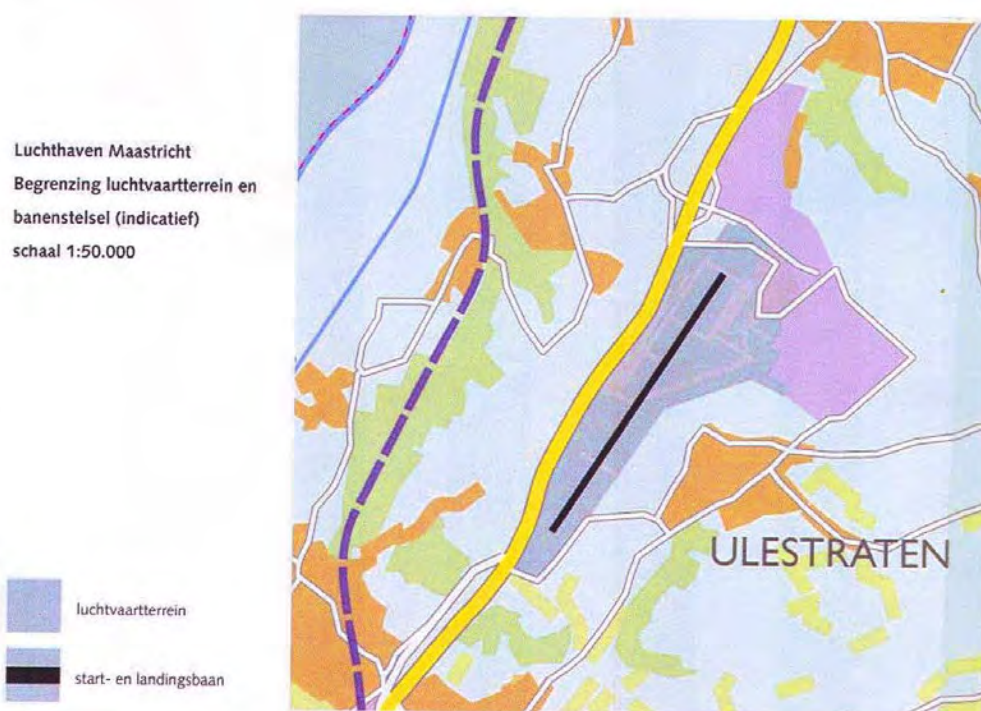 Luchthaven Maastricht
Begrenzing luchtvaartterrein en
banenstelsel (indicatief)
schaal 1:50.000
ULESTRATEN
luchtvaartterrein
start- en landingsbaan